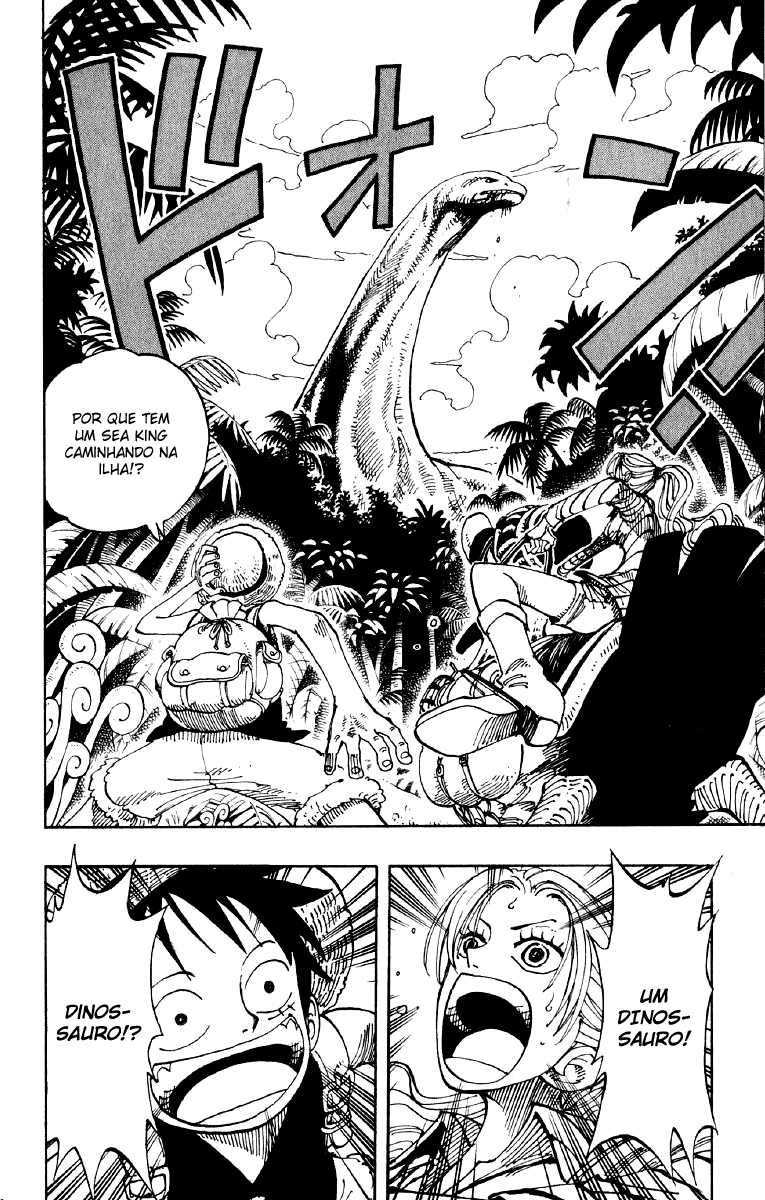 ドオーン
POR QUE TEM
UM SEA KING
CAMINHANDO NA
ILHA!?
UM
DINOS-
SAURO!
DINOS-
SAURO!?